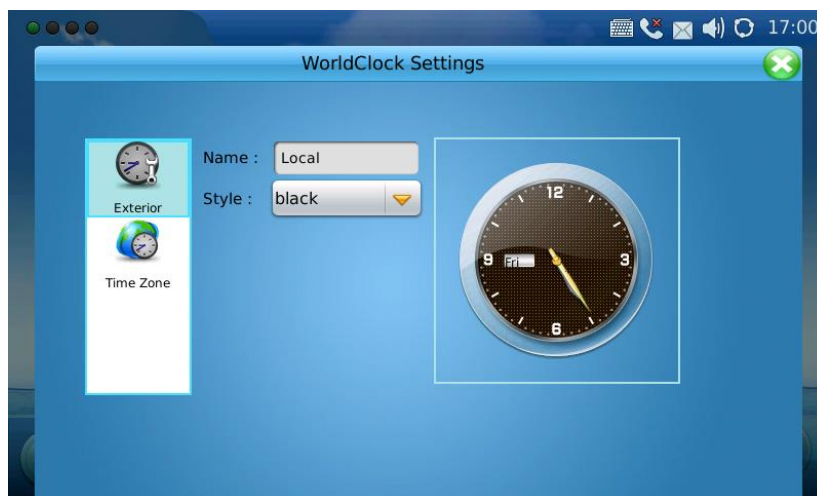 17:00
WorldClock Settings
Exterior
Time Zone
Name :
Local
Style :
black
12
9
Fri
3
6